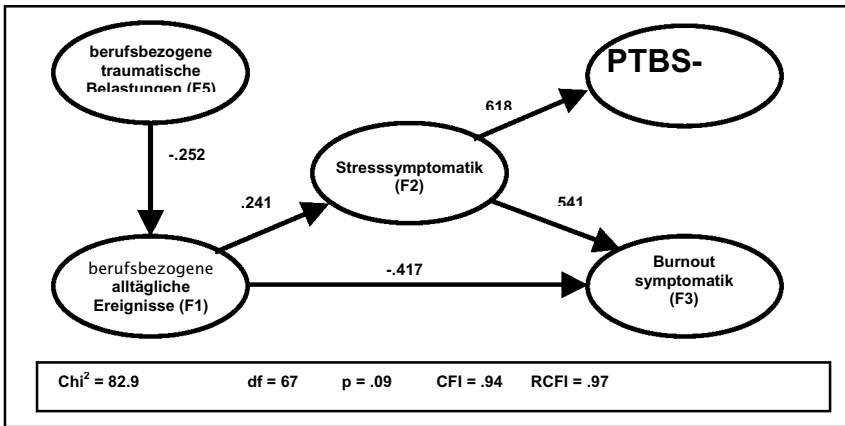 berufsbezogene
traumatische
Belastungen (F5)
PTBS-
.618
-.252
Stresssymptomatik
(F2)
.241
.541
berufsbezogene
alltägliche
Ereignisse (F1)
-.417
Burnout
symptomatik
(F3)
Chi² = 82.9 df = 67 p = .09 CFI = .94 RCFI = .97